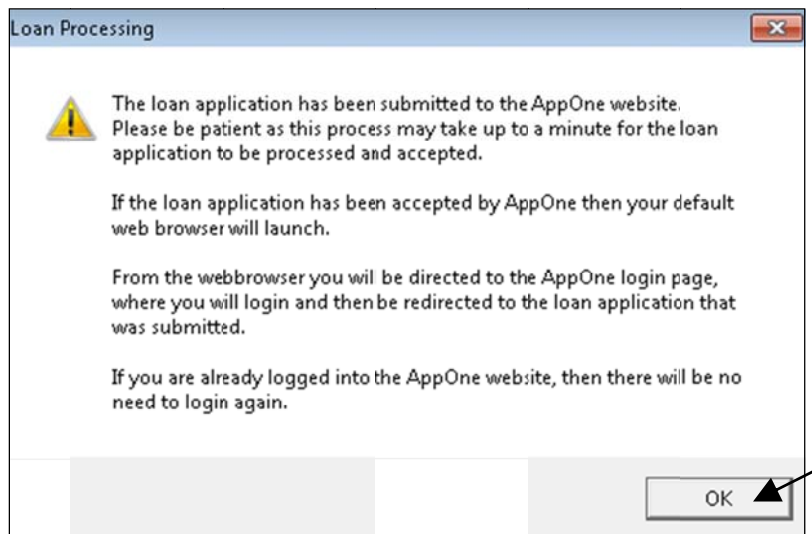 Loan Processing
The loan application has been submitted to the AppOne website.
Please be patient as this process may take up to a minute for the loan
application to be processed and accepted.
If the loan application has been accepted by AppOne then your default
web browser will launch.
From the webbrowser you will be directed to the AppOne login page,
where you will login and then be redirected to the loan application that
was submitted.
If you are already logged into the AppOne website, then there will be no
need to login again.
OK